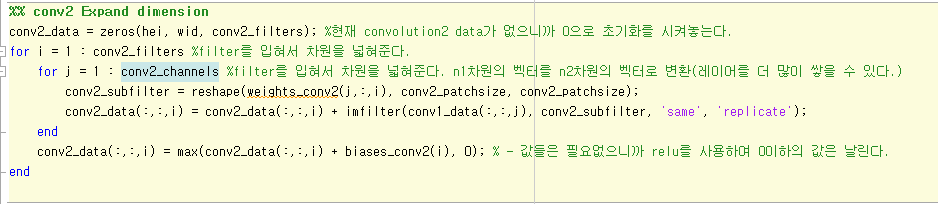 %% conv2 Expand dimension
conv2_data = zeros(hei, wid, conv2_filters); %현재 convolution2 data가 없으니까 0으로 초기화를 시켜놓는다.
for i = 1 : conv2_filters %filter를 입혀서 차원을 넓혀준다.
for j = 1 : conv2_channels %filter를 입혀서 차원을 넓혀준다. n1차원의 벡터를 n2차원의 벡터로 변환(레이어를 더 많이 쌓을 수 있다.)
conv2_subfilter = reshape(weights_conv2(j,:,i), conv2_patchsize, conv2_patchsize);
conv2_data(:,:,i) = conv2_data(:,:,i) + imfilter(conv1_data(:,:,j), conv2_subfilter, 'same', 'replicate');
end
conv2_data(:,:,i) = max(conv2_data(:,:,i) + biases_conv2(i), 0); % - 값들은 필요없으니까 relu를 사용하여 0이하의 값은 날린다.
end